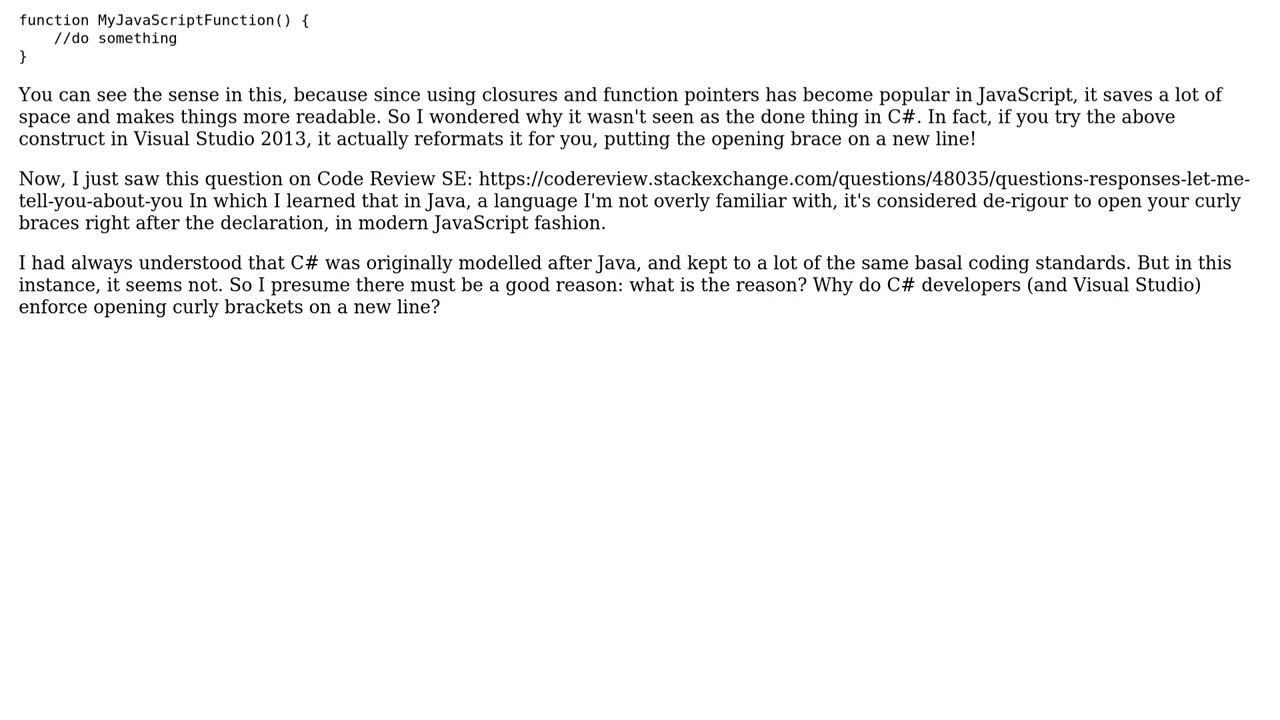 function MyJavaScriptFunction() {
    //do something
}
You can see the sense in this, because since using closures and function pointers has become popular in JavaScript, it saves a lot of
space and makes things more readable. So I wondered why it wasn't seen as the done thing in C#. In fact, if you try the above
construct in Visual Studio 2013, it actually reformats it for you, putting the opening brace on a new line!
Now, I just saw this question on Code Review SE: https://codereview.stackexchange.com/questions/48035/questions-responses-let-me-
tell-you-about-you In which I learned that in Java, a language I'm not overly familiar with, it's considered de-rigour to open your curly
braces right after the declaration, in modern JavaScript fashion.
I had always understood that C# was originally modelled after Java, and kept to a lot of the same basal coding standards. But in this
instance, it seems not. So I presume there must be a good reason: what is the reason? Why do C# developers (and Visual Studio)
enforce opening curly brackets on a new line?